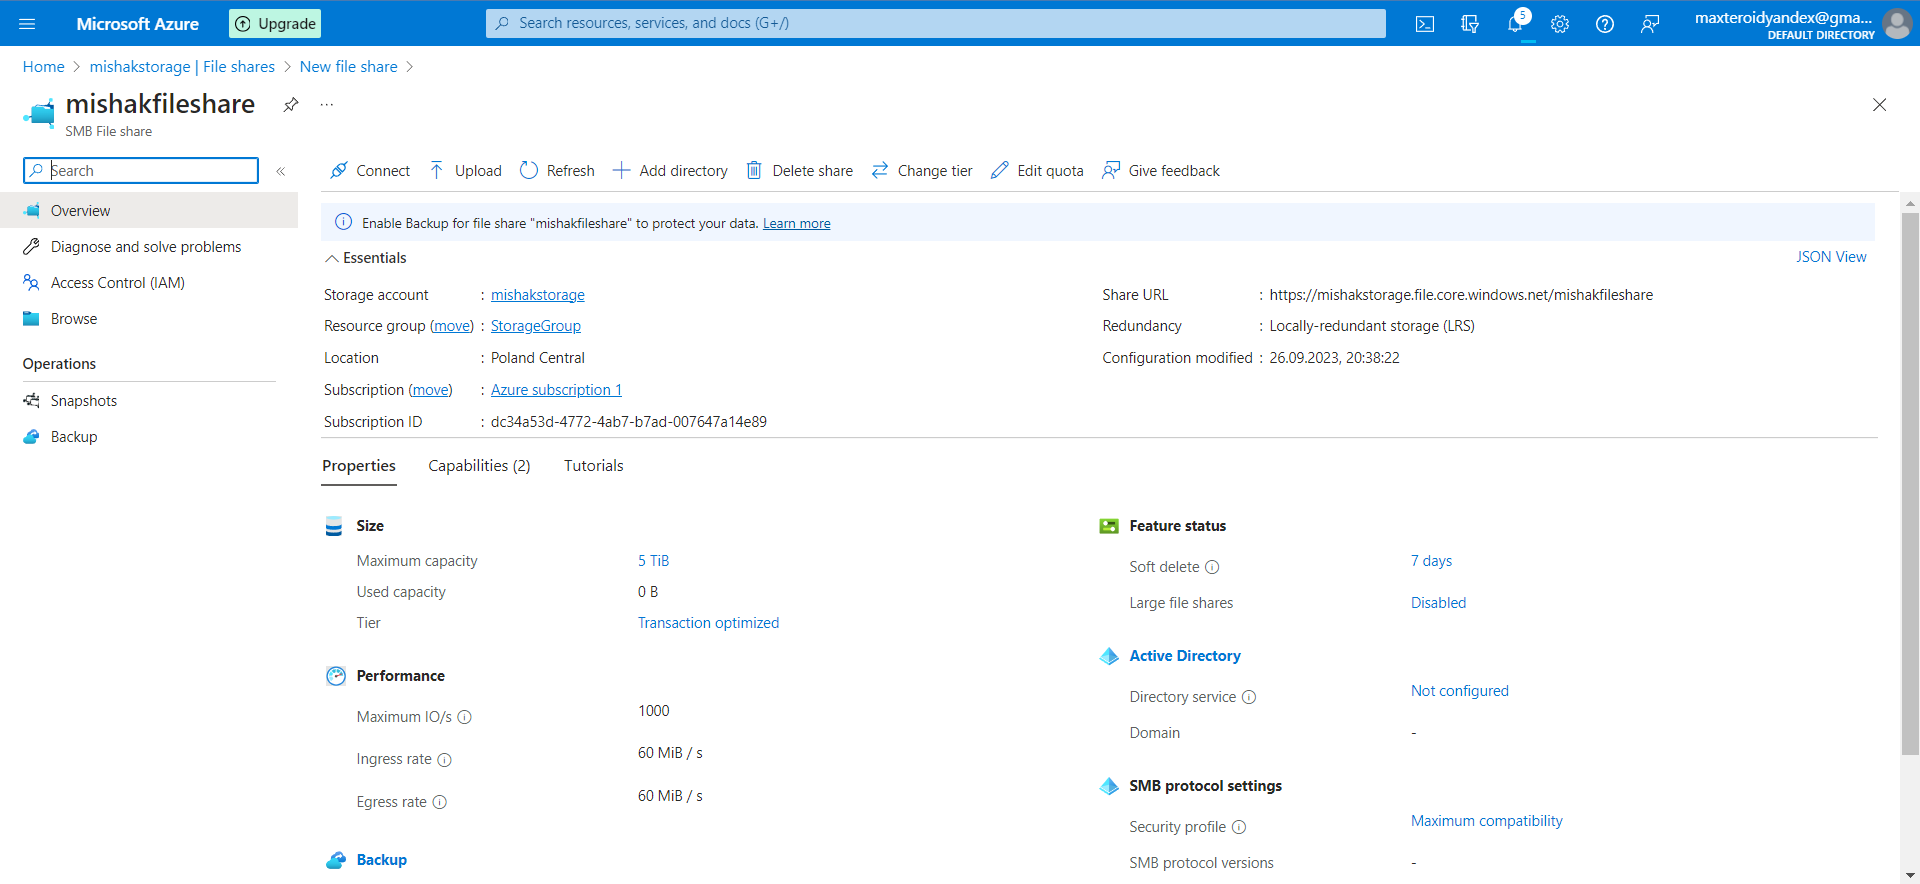 Microsoft Azure
Upgrade
Search resources, services, and docs (G+/)
5
maxteroidyandex@gma...
DEFAULT DIRECTORY
Home > mishakstorage | File shares > New file share >
mishakfileshare
...
SMB File share
Search
«
Connect
Upload
Refresh
Add directory
Delete share
Change tier
Edit quota
Give feedback
Overview
Diagnose and solve problems
Access Control (IAM)
Browse
Operations
Snapshots
Backup
Enable Backup for file share "mishakfileshare" to protect your data. Learn more
Essentials
JSON View
Storage account : mishakstorage
Resource group (move) : StorageGroup
Location : Poland Central
Subscription (move) : Azure subscription 1
Subscription ID : dc34a53d-4772-4ab7-b7ad-007647a14e89
Share URL : https://mishakstorage.file.core.windows.net/mishakfileshare
Redundancy : Locally-redundant storage (LRS)
Configuration modified : 26.09.2023, 20:38:22
Properties
Capabilities (2)
Tutorials
Size
Maximum capacity 5 TiB
Used capacity 0 B
Tier Transaction optimized
Performance
Maximum IO/s 1000
Ingress rate 60 MiB / s
Egress rate 60 MiB / s
Backup
Feature status
Soft delete 7 days
Large file shares Disabled
Active Directory
Directory service Not configured
Domain -
SMB protocol settings
Security profile Maximum compatibility
SMB protocol versions -